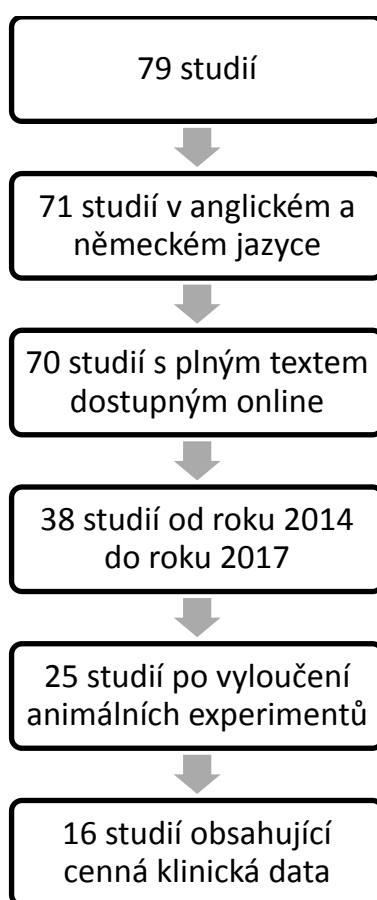 79 studií
71 studií v anglickém a
německém jazyce
70 studií s plným textem
dostupným online
38 studií od roku 2014
do roku 2017
25 studií po vyloučení
animálních experimentů
16 studií obsahující
cenná klinická data